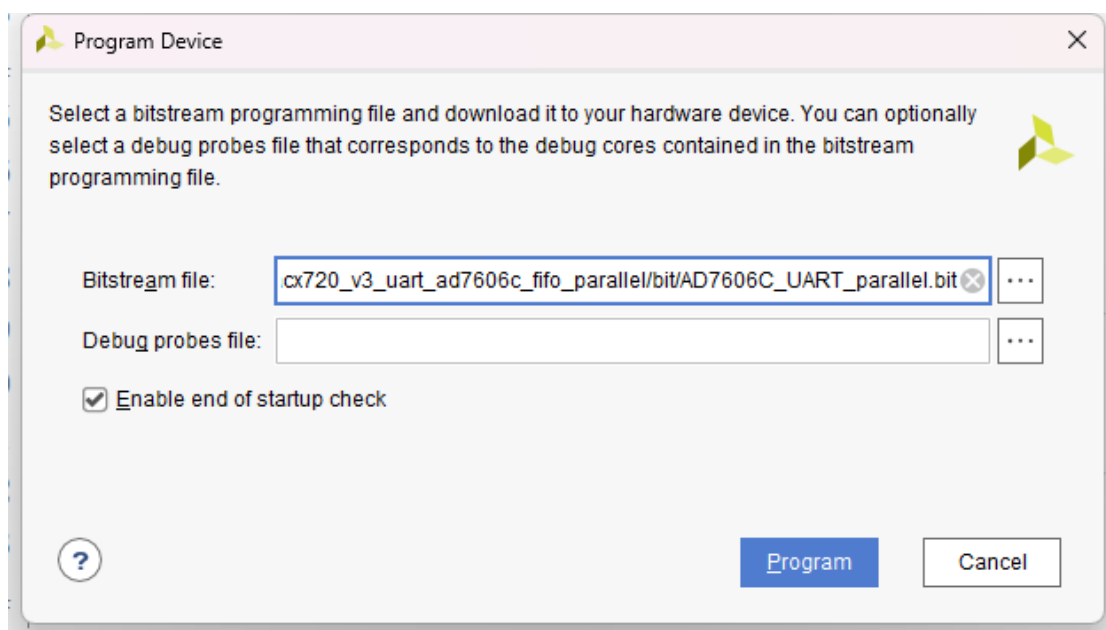 Program Device
Select a bitstream programming file and download it to your hardware device. You can optionally
select a debug probes file that corresponds to the debug cores contained in the bitstream
programming file.
Bitstream file: cx720_v3_uart_ad7606c_fifo_parallel/bit/AD7606C_UART_parallel.bit ...
Debug probes file: ...
Enable end of startup check
? Program Cancel